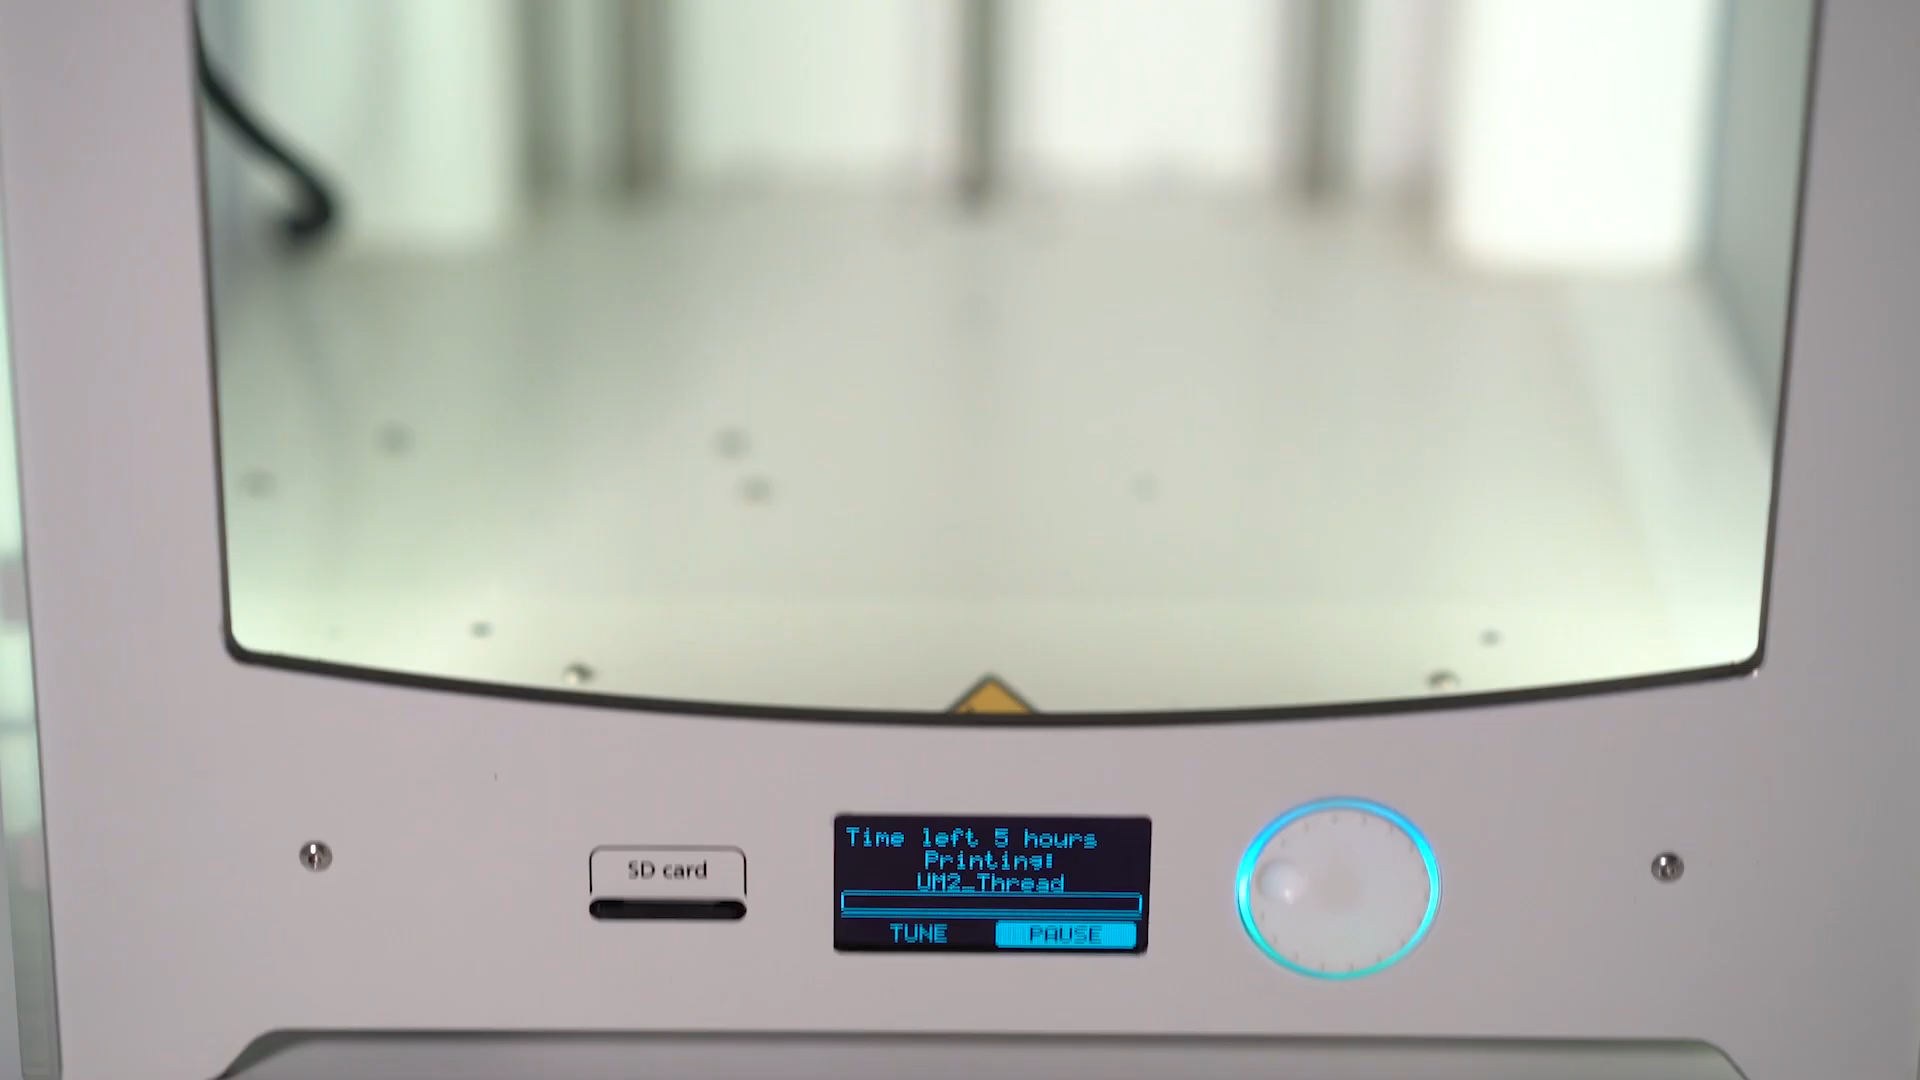 SD card
Time left 5 hours
Printing:
UM2_Thread
TUNE PAUSE